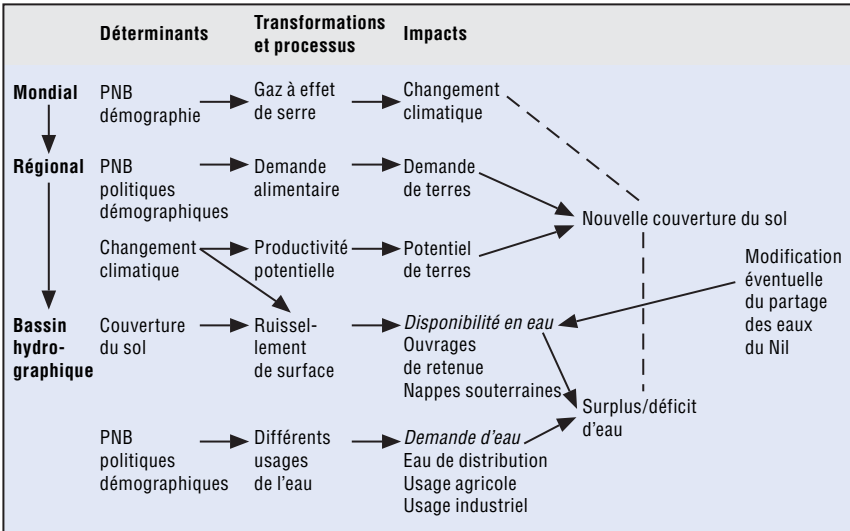 Déterminants
Transformations
et processus
Impacts
Mondial
PNB
démographie
Gaz à effet
de serre
Changement
climatique
Régional
PNB
politiques
démographiques
Demande
alimentaire
Demande
de terres
Nouvelle couverture du sol
Changement
climatique
Productivité
potentielle
Potentiel
de terres
Modification
éventuelle
du partage
des eaux
du Nil
Bassin
hydro-
graphique
Couverture
du sol
Ruissel-
lement
de surface
Disponibilité en eau
Ouvrages
de retenue
Nappes souterraines
Surplus/déficit
d'eau
PNB
politiques
démographiques
Différents
usages
de l'eau
Demande d'eau
Eau de distribution
Usage agricole
Usage industriel